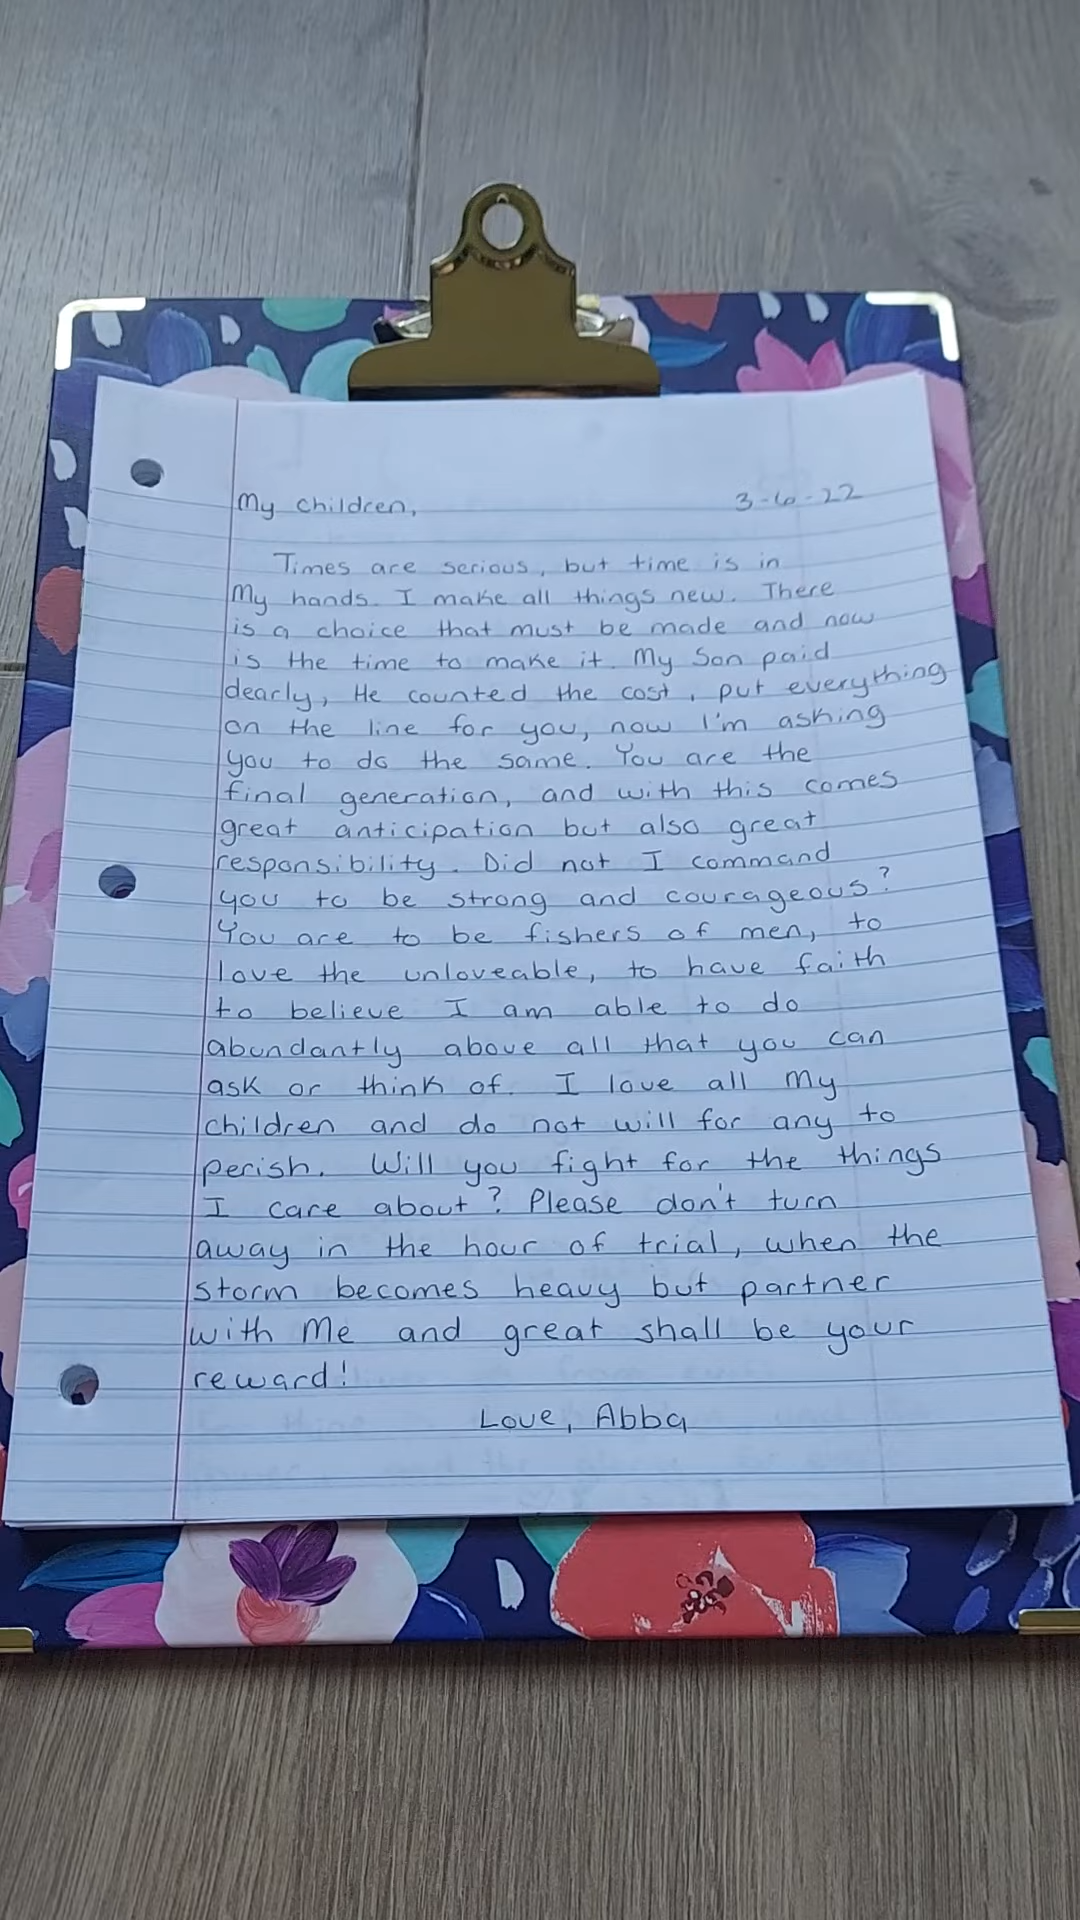 My children,
3-6-22
Times are serious, but time is in
My hands. I make all things new. There
is a choice that must be made and now
is the time to make it. My Son paid
dearly, He counted the cost, put everything
on the line for you, now I'm asking
you to do the same. You are the
final generation, and with this comes
great anticipation but also great
responsibility. Did not I command
you to be strong and courageous?
You are to be fishers of men, to
love the unloveable, to have faith
to believe I am able to do
abundantly above all that you can
ask or think of. I love all My
children and do not will for any to
perish. Will you fight for the things
I care about? Please don't turn
away in the hour of trial, when the
storm becomes heavy but partner
with Me and great shall be your
reward!
Love, Abba